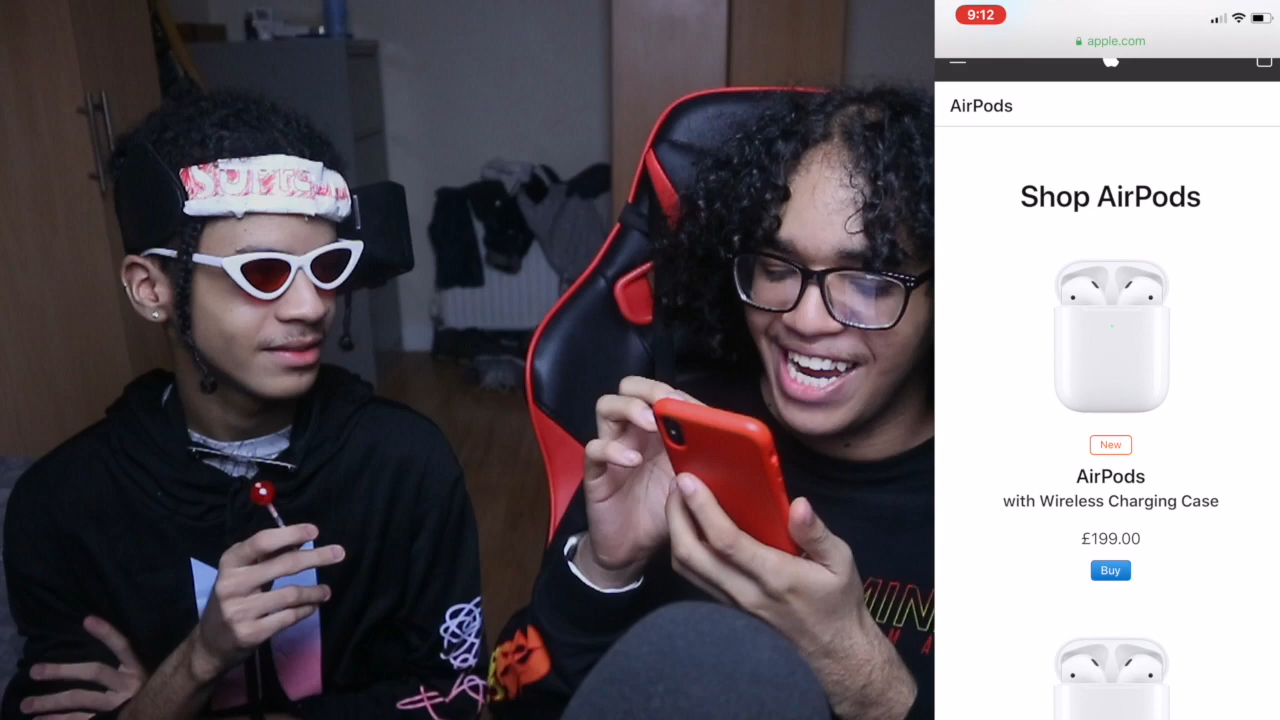 9:12
apple.com
AirPods
Shop AirPods
New
AirPods
with Wireless Charging Case
£199.00
Buy